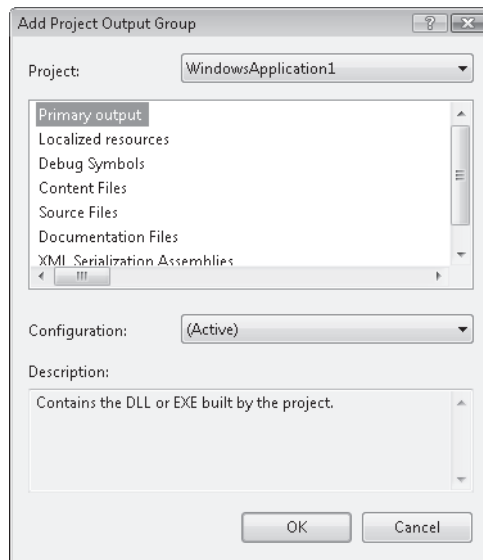 Add Project Output Group
Project:
WindowsApplication1
Primary output
Localized resources
Debug Symbols
Content Files
Source Files
Documentation Files
XML Serialization Assemblies
Configuration:
(Active)
Description:
Contains the DLL or EXE built by the project.
OK
Cancel